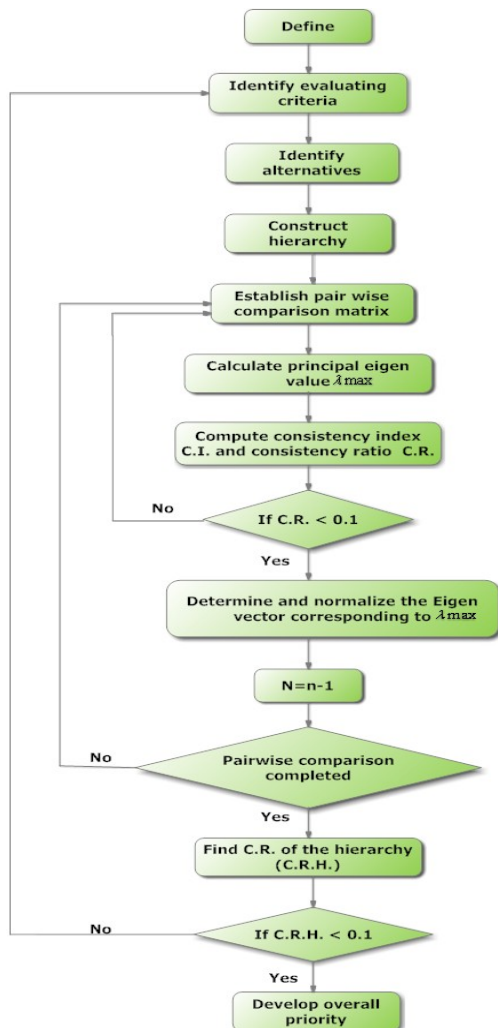 Define
Identify evaluating
criteria
Identify
alternatives
Construct
hierarchy
Establish pair wise
comparison matrix
Calculate principal eigen
value λmax
Compute consistency index
C.I. and consistency ratio C.R.
No
If C.R. < 0.1
Yes
Determine and normalize the Eigen
vector corresponding to λmax
N=n-1
No
Pairwise comparison
completed
Yes
Find C.R. of the hierarchy
(C.R.H.)
No
If C.R.H. < 0.1
Yes
Develop overall
priority